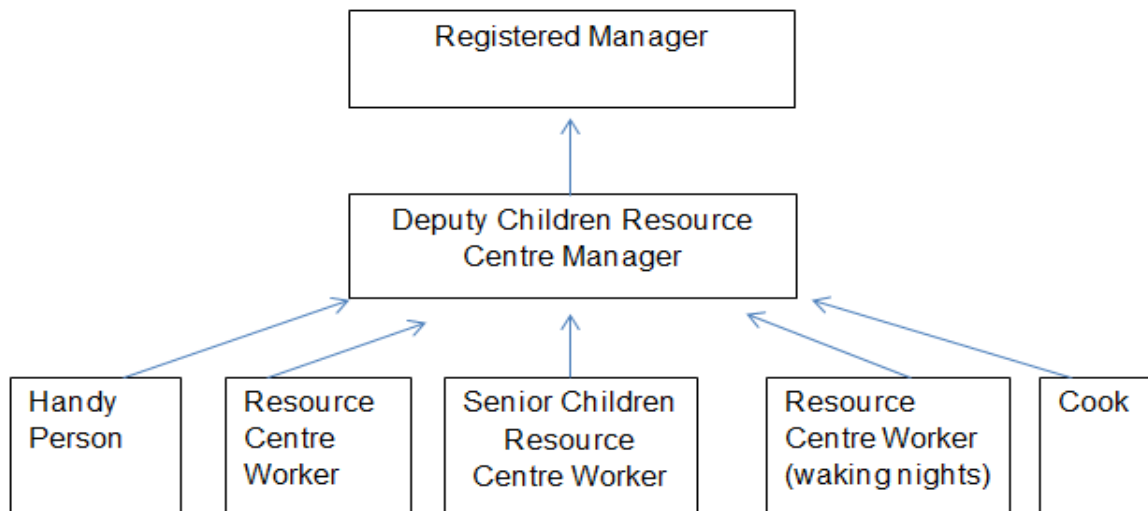 Registered Manager
Deputy Children Resource
Centre Manager
Handy
Person
Resource
Centre
Worker
Senior Children
Resource
Centre Worker
Resource
Centre Worker
(waking nights)
Cook